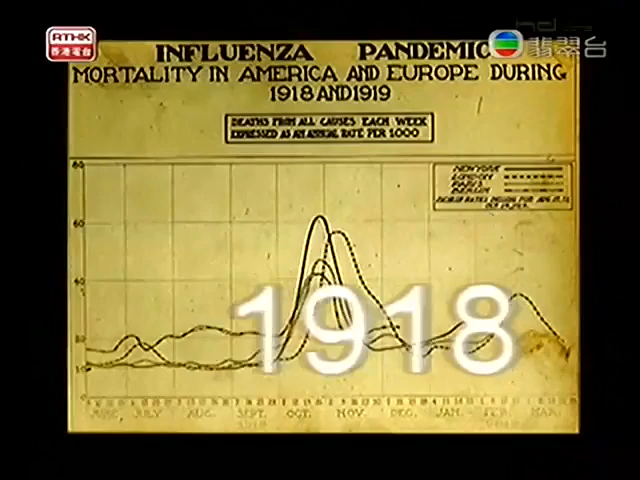 RTHK
香港電台
hd
翡翠台
INFLUENZA PANDEMIC
MORTALITY IN AMERICA AND EUROPE DURING
1918 AND 1919
DEATHS FROM ALL CAUSES EACH WEEK
EXPRESSED AS AN ANNUAL RATE PER 1000
NEW YORK
LONDON
PARIS
BERLIN
80
60
40
20
1918
JUNE JULY AUG. SEPT. OCT. NOV. DEC. JAN. FEB. MAR.